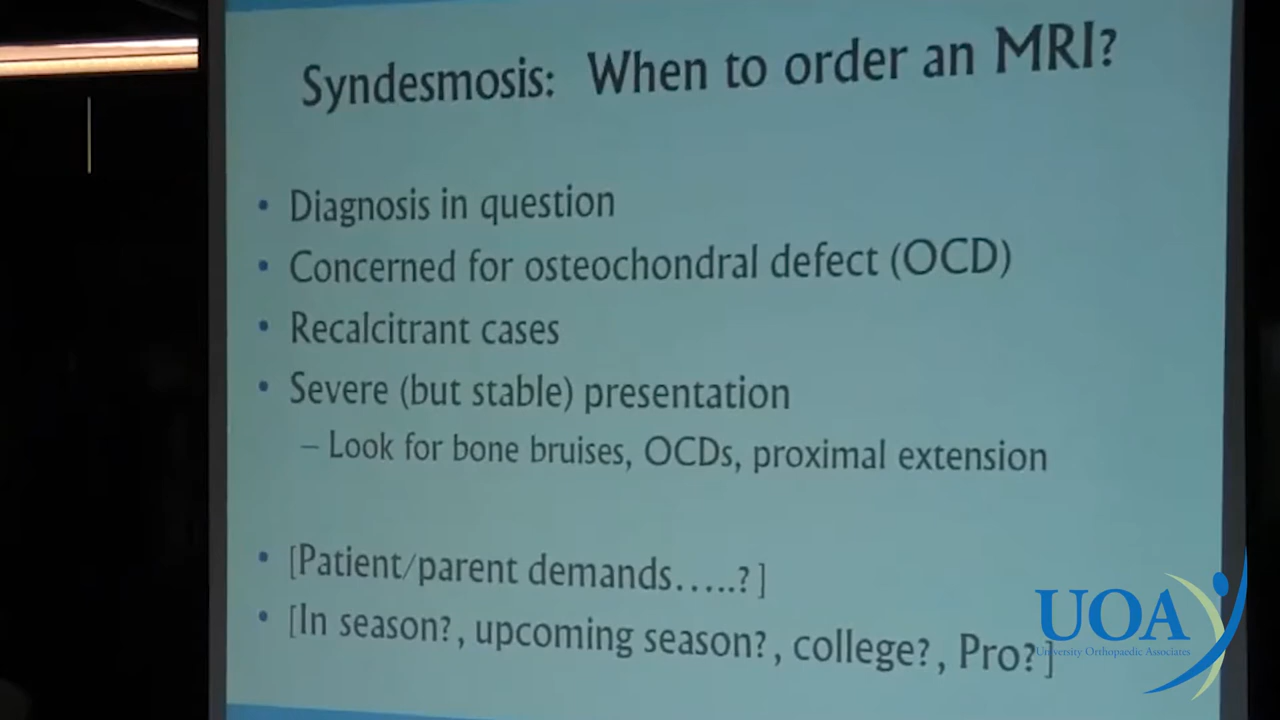 Syndesmosis: When to order an MRI?
• Diagnosis in question
• Concerned for osteochondral defect (OCD)
• Recalcitrant cases
• Severe (but stable) presentation
– Look for bone bruises, OCDs, proximal extension
• [Patient/parent demands.....?]
• [In season?, upcoming season?, college?, Pro?]
UOA
University Orthopaedic Associates